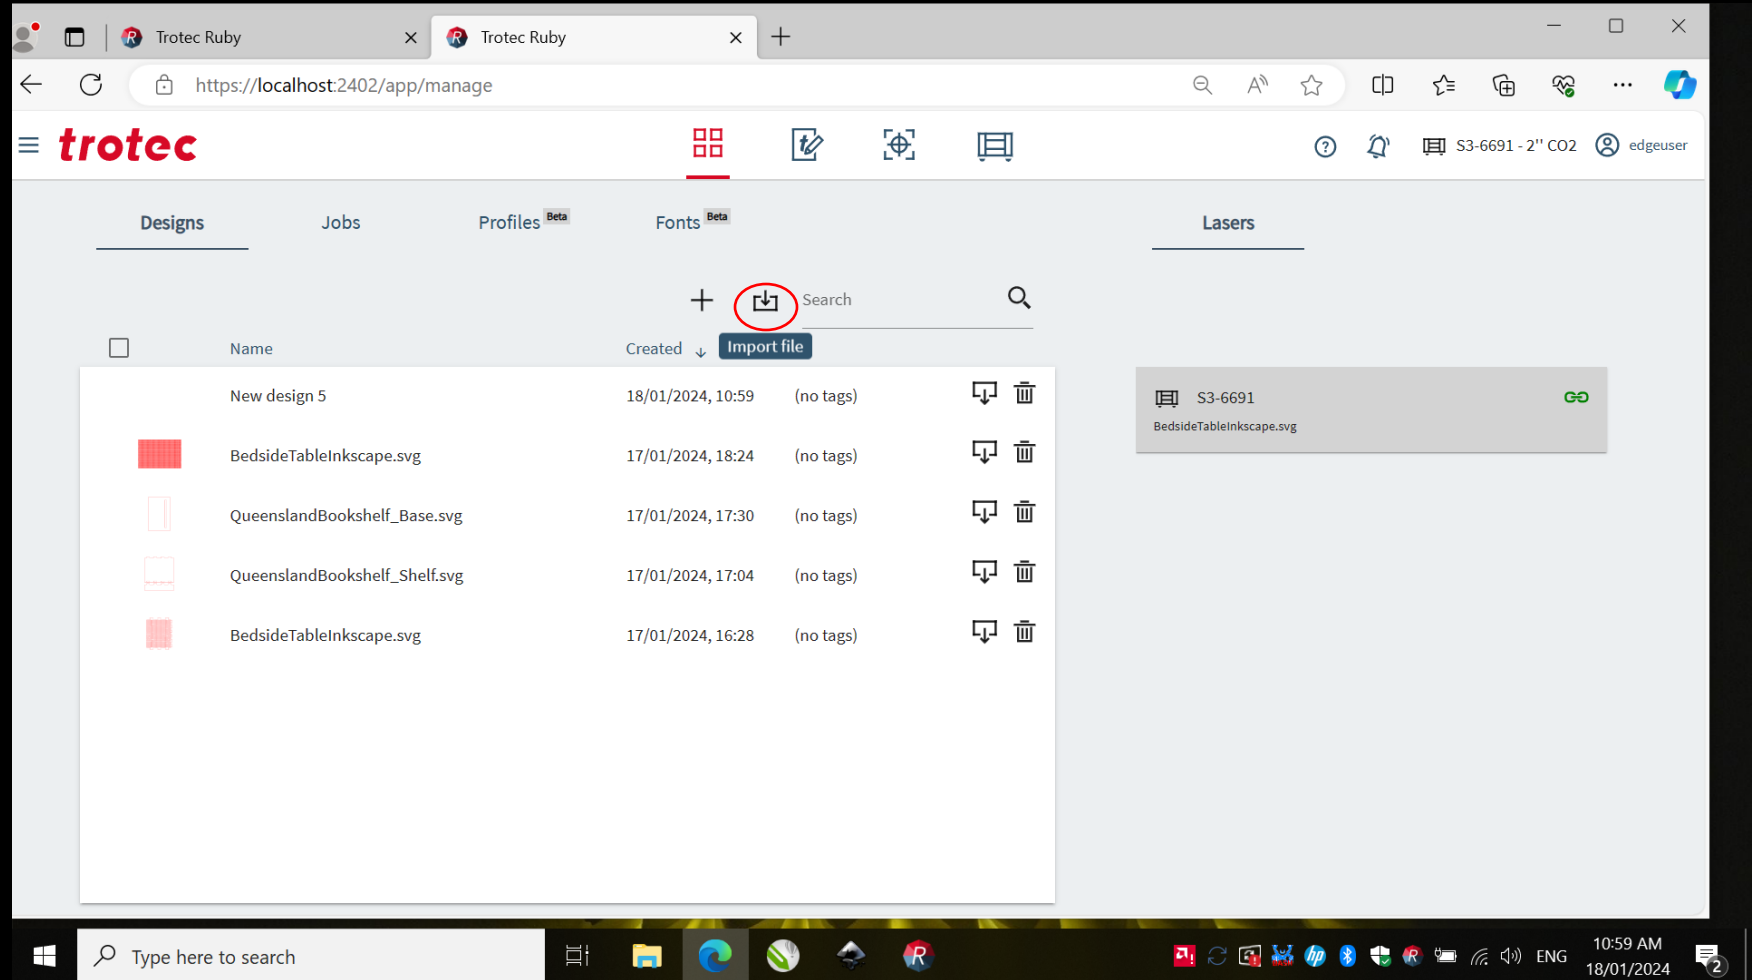 Trotec Ruby
Trotec Ruby
https://localhost:2402/app/manage
trotec
S3-6691 - 2'' CO2
edgeuser
Designs
Jobs
Profiles Beta
Fonts Beta
Lasers
Search
Name
Created
Import file
New design 5 18/01/2024, 10:59 (no tags)
BedsideTableInkscape.svg 17/01/2024, 18:24 (no tags)
QueenslandBookshelf_Base.svg 17/01/2024, 17:30 (no tags)
QueenslandBookshelf_Shelf.svg 17/01/2024, 17:04 (no tags)
BedsideTableInkscape.svg 17/01/2024, 16:28 (no tags)
S3-6691
BedsideTableInkscape.svg
Type here to search
ENG
10:59 AM
18/01/2024
2